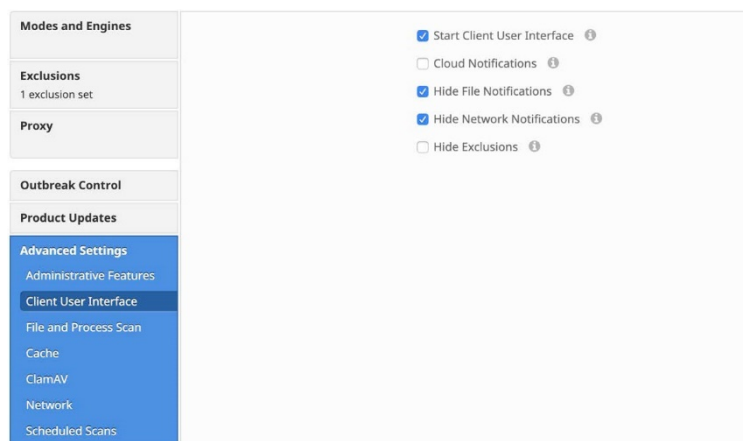 Modes and Engines
Exclusions
1 exclusion set
Proxy
Outbreak Control
Product Updates
Advanced Settings
Administrative Features
Client User Interface
File and Process Scan
Cache
ClamAV
Network
Scheduled Scans
Start Client User Interface
Cloud Notifications
Hide File Notifications
Hide Network Notifications
Hide Exclusions